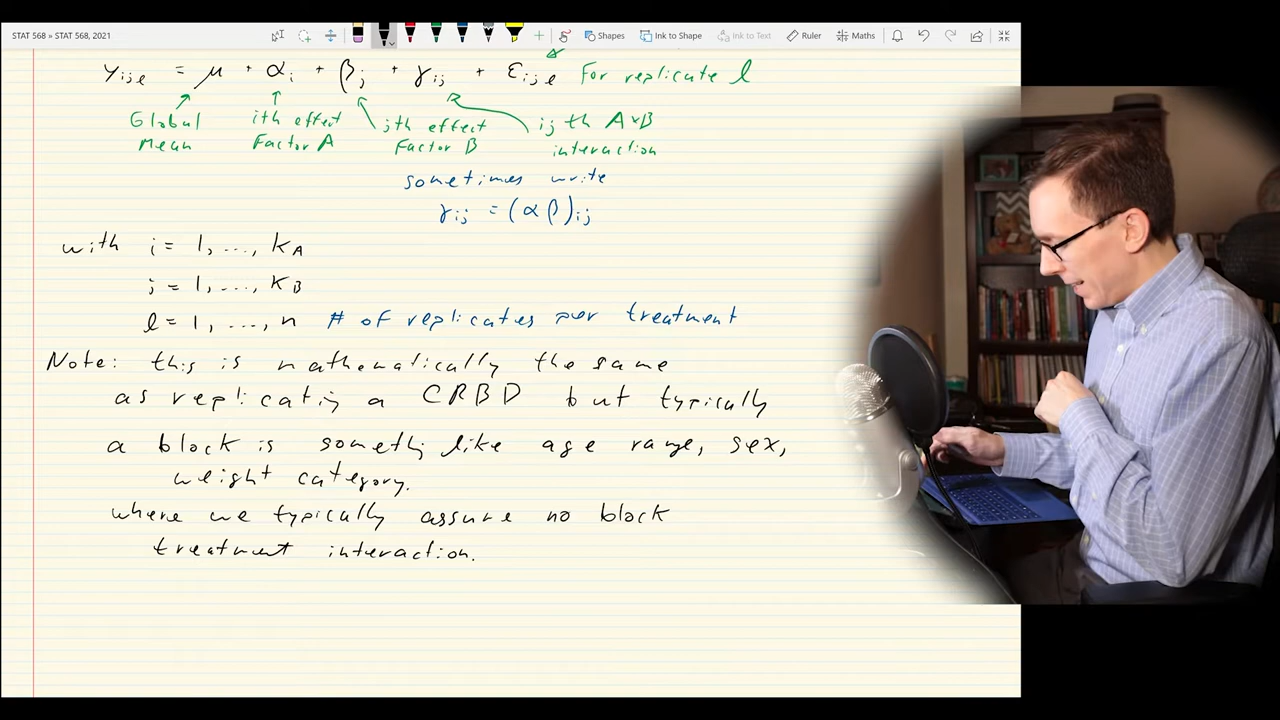 STAT 568 » STAT 568, 2021
Shapes Ink to Shape Ink to Text Ruler Maths
yijl = μ + αi + βj + γij + εijl For replicate l
Global Mean
ith effect Factor A
jth effect Factor B
ij th A×B interaction
sometimes write
γij = (αβ)ij
with i = 1, ..., kA
j = 1, ..., kB
l = 1, ..., n # of replicates per treatment
Note: this is mathematically the same
as replicatig a CRBD but typically
a block is somethig like age range, sex,
weight category.
where we typically assume no block
treatment interaction.